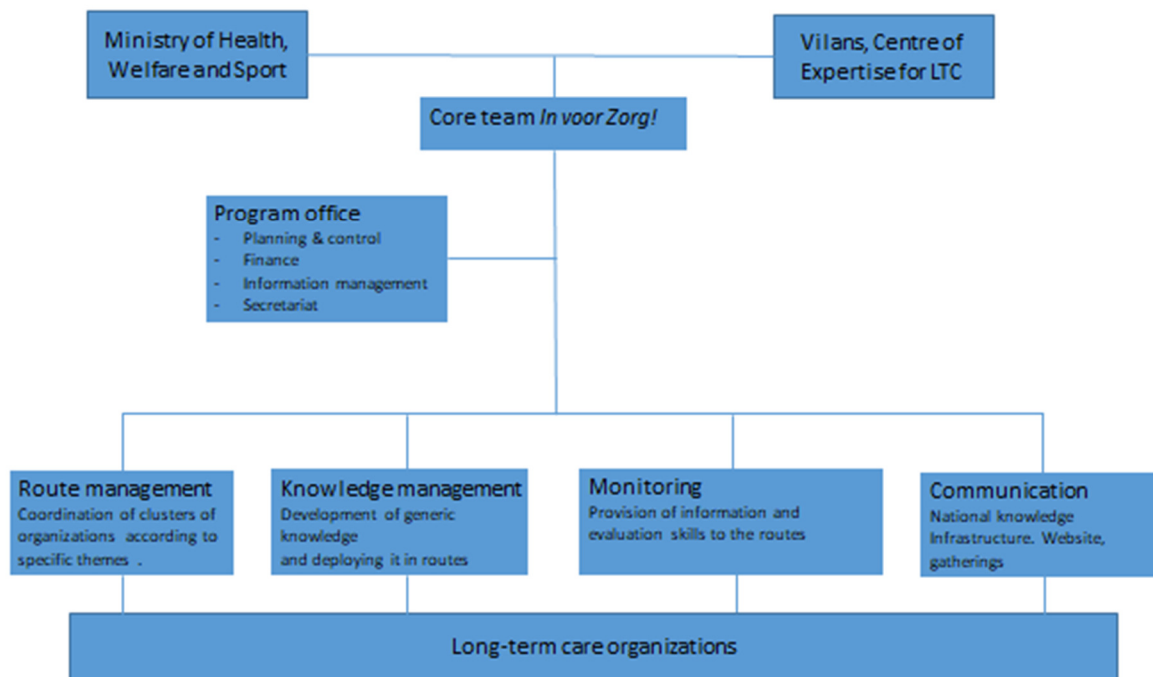 Ministry of Health,
Welfare and Sport
Vilans, Centre of
Expertise for LTC
Core team In voor Zorg!
Program office
- Planning & control
- Finance
- Information management
- Secretariat
Route management
Coordination of clusters of
organizations according to
specific themes .
Knowledge management
Development of generic
knowledge
and deploying it in routes
Monitoring
Provision of information and
evaluation skills to the routes
Communication
National knowledge
Infrastructure. Website,
gatherings
Long-term care organizations